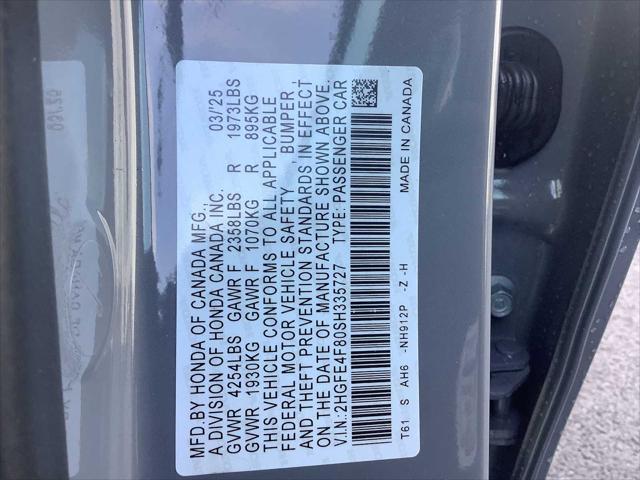 MFD.BY HONDA OF CANADA MFG., 03/'25
A DIVISION OF HONDA CANADA INC.
GVWR 4254LBS GAWR F 2358LBS R 1973LBS
GVWR 1930KG GAWR F 1070KG R 895KG
THIS VEHICLE CONFORMS TO ALL APPLICABLE
FEDERAL MOTOR VEHICLE SAFETY, BUMPER,
AND THEFT PREVENTION STANDARDS IN EFFECT
ON THE DATE OF MANUFACTURE SHOWN ABOVE.
V.I.N.:2HGFE4F80SH335727 TYPE: PASSENGER CAR
T61 S AH6 -NH912P -Z -H MADE IN CANADA